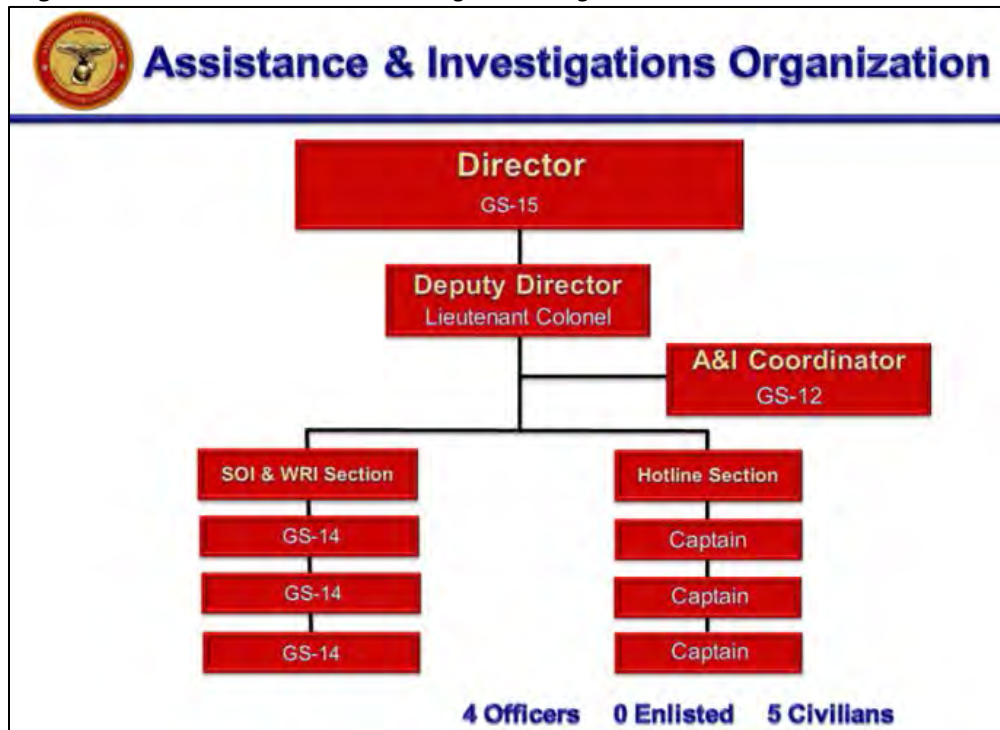 Assistance & Investigations Organization
Director
GS-15
Deputy Director
Lieutenant Colonel
A&I Coordinator
GS-12
SOI & WRI Section
GS-14
GS-14
GS-14
Hotline Section
Captain
Captain
Captain
4 Officers 0 Enlisted 5 Civilians